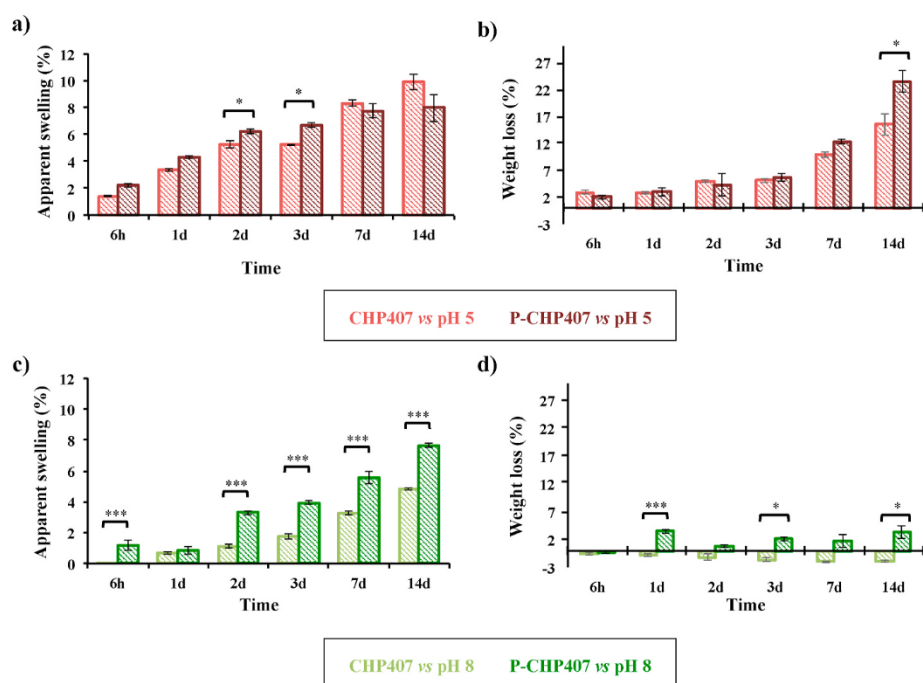 a)
Apparent swelling (%)
12
10
8
6
4
2
0
*
*
6h 1d 2d 3d 7d 14d
Time
b)
Weight loss (%)
27
22
17
12
7
2
-3
*
6h 1d 2d 3d 7d 14d
Time
CHP407 vs pH 5 P-CHP407 vs pH 5
c)
Apparent swelling (%)
12
10
8
6
4
2
0
***
***
***
***
***
6h 1d 2d 3d 7d 14d
Time
d)
Weight loss (%)
27
22
17
12
7
2
-3
***
*
*
6h 1d 2d 3d 7d 14d
Time
CHP407 vs pH 8 P-CHP407 vs pH 8